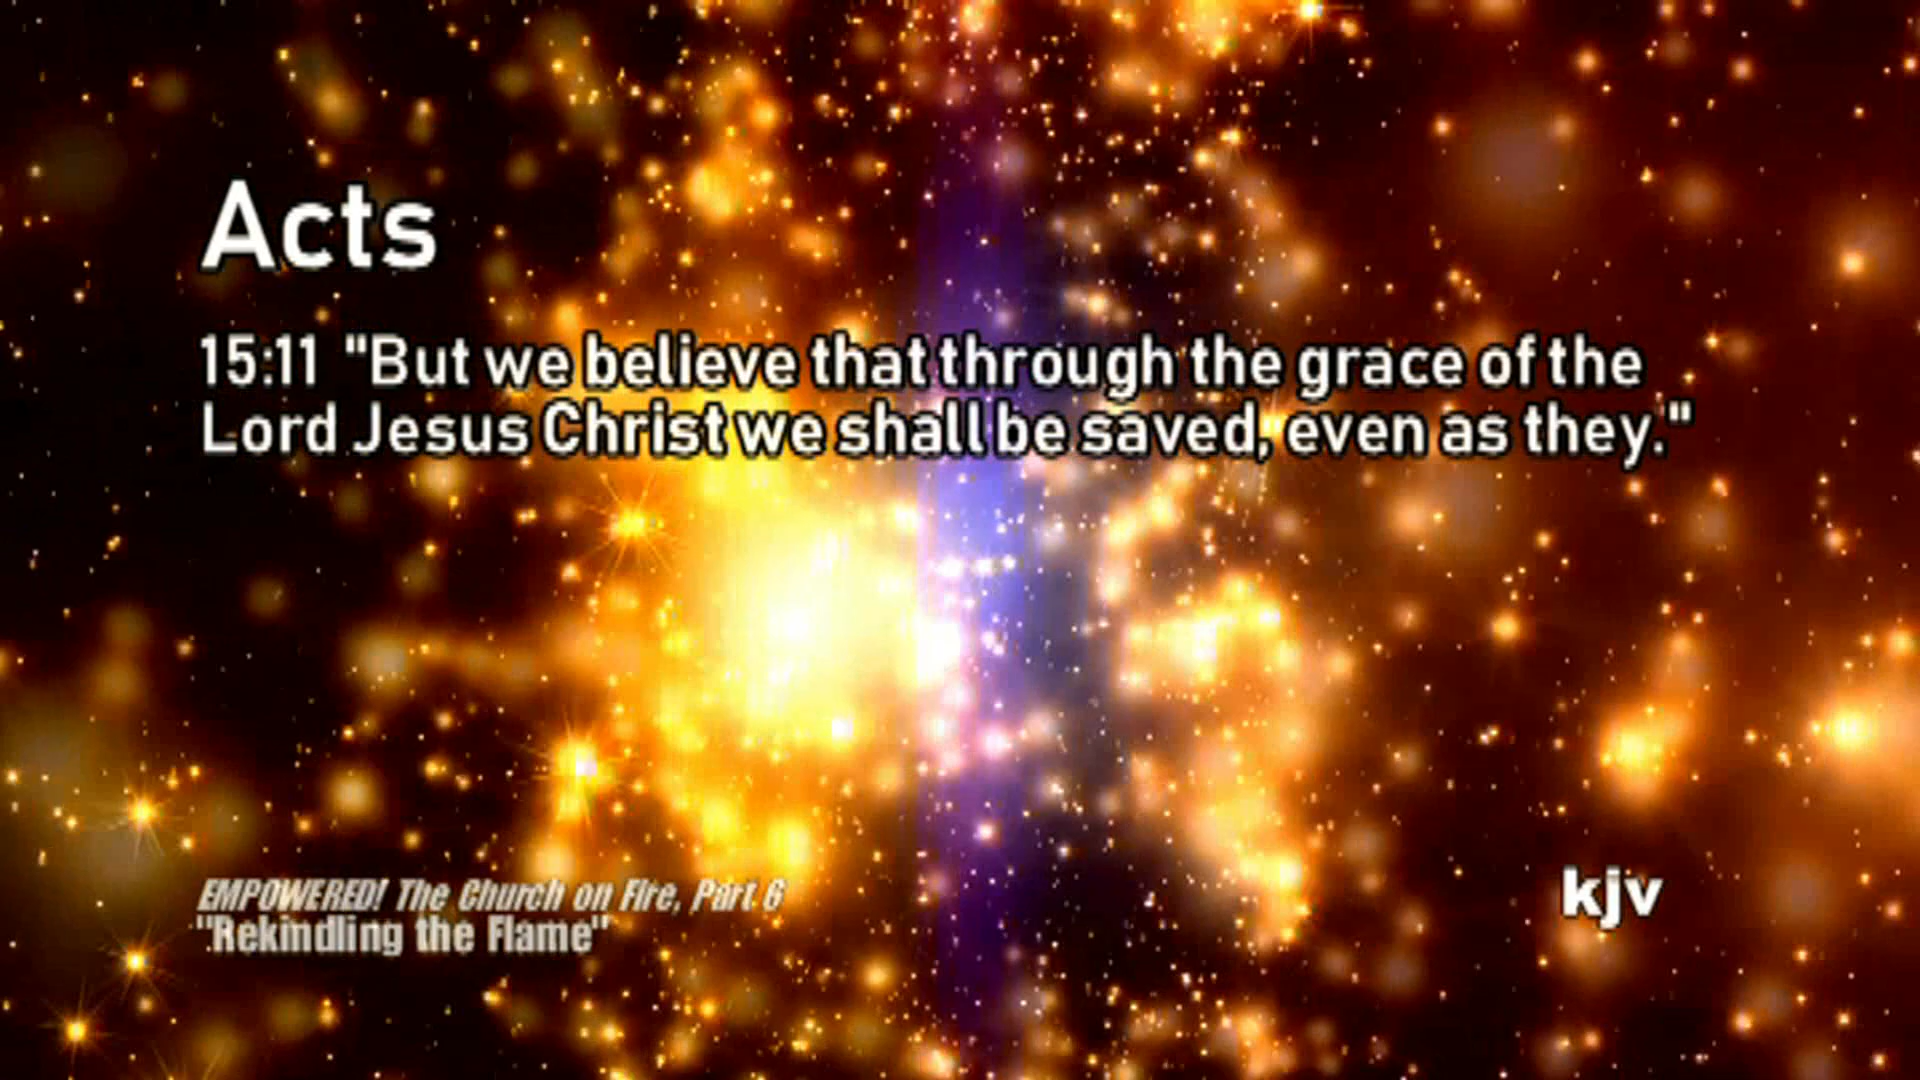 Acts
15:11 "But we believe that through the grace of the
Lord Jesus Christ we shall be saved, even as they."
EMPOWERED! The Church on Fire, Part 6
"Rekindling the Flame"
kjv